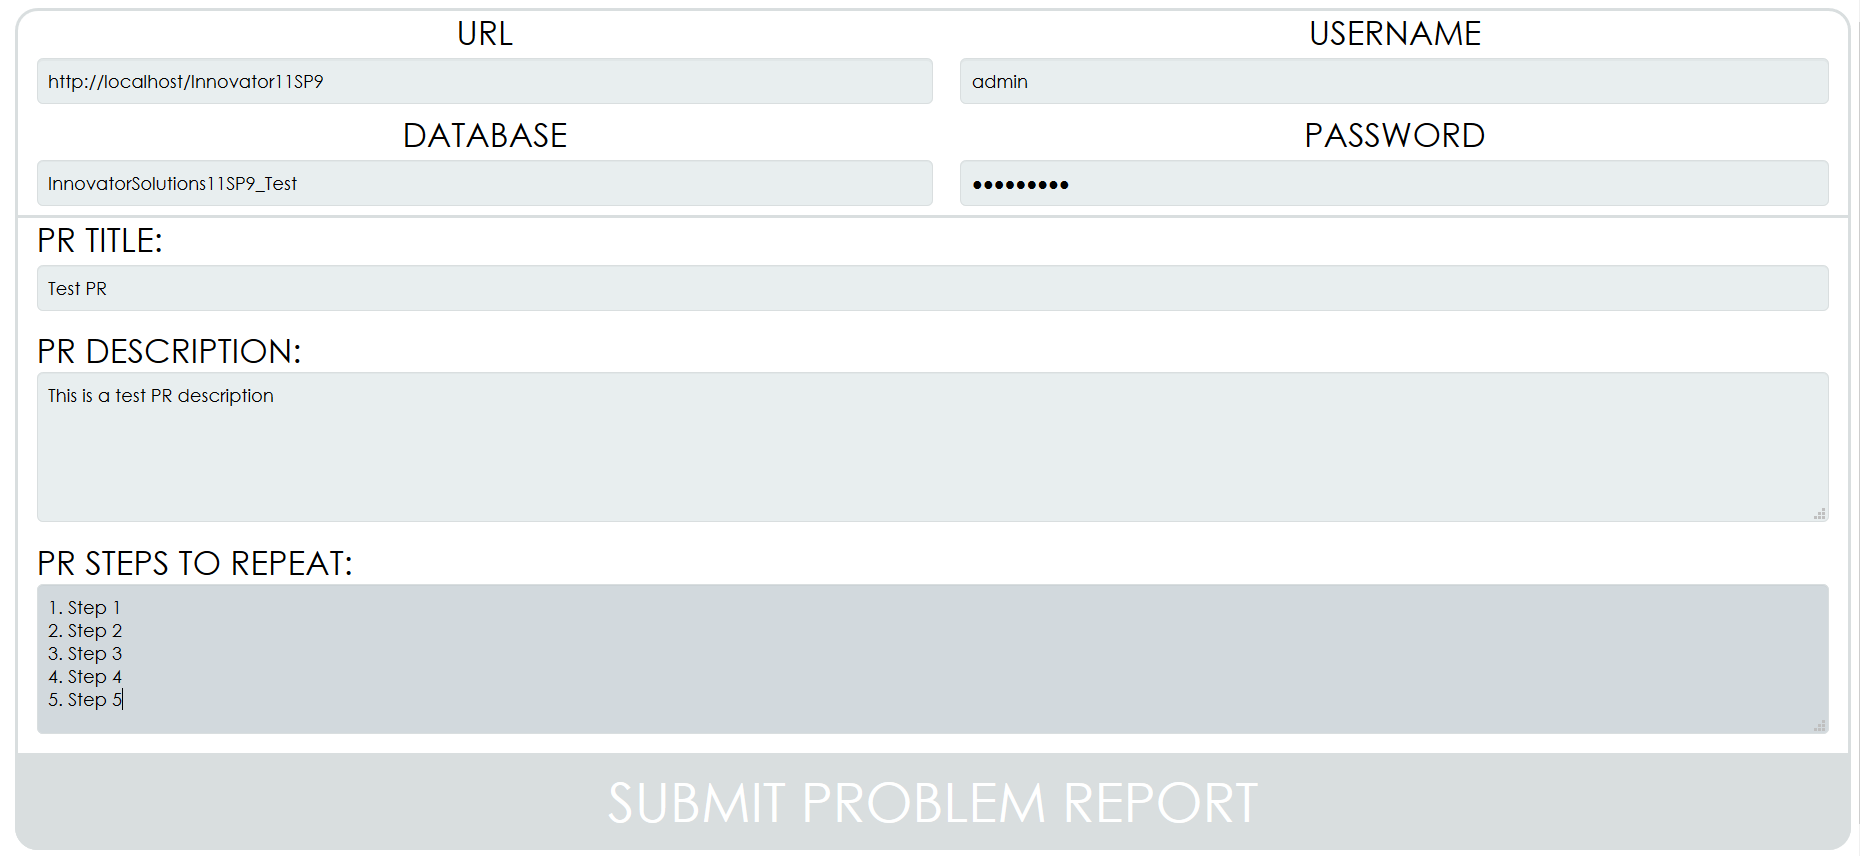 URL
USERNAME
http://localhost/Innovator11SP9
admin
DATABASE
PASSWORD
InnovatorSolutions11SP9_Test
•••••••••
PR TITLE:
Test PR
PR DESCRIPTION:
This is a test PR description
PR STEPS TO REPEAT:
1. Step 1
2. Step 2
3. Step 3
4. Step 4
5. Step 5
SUBMIT PROBLEM REPORT